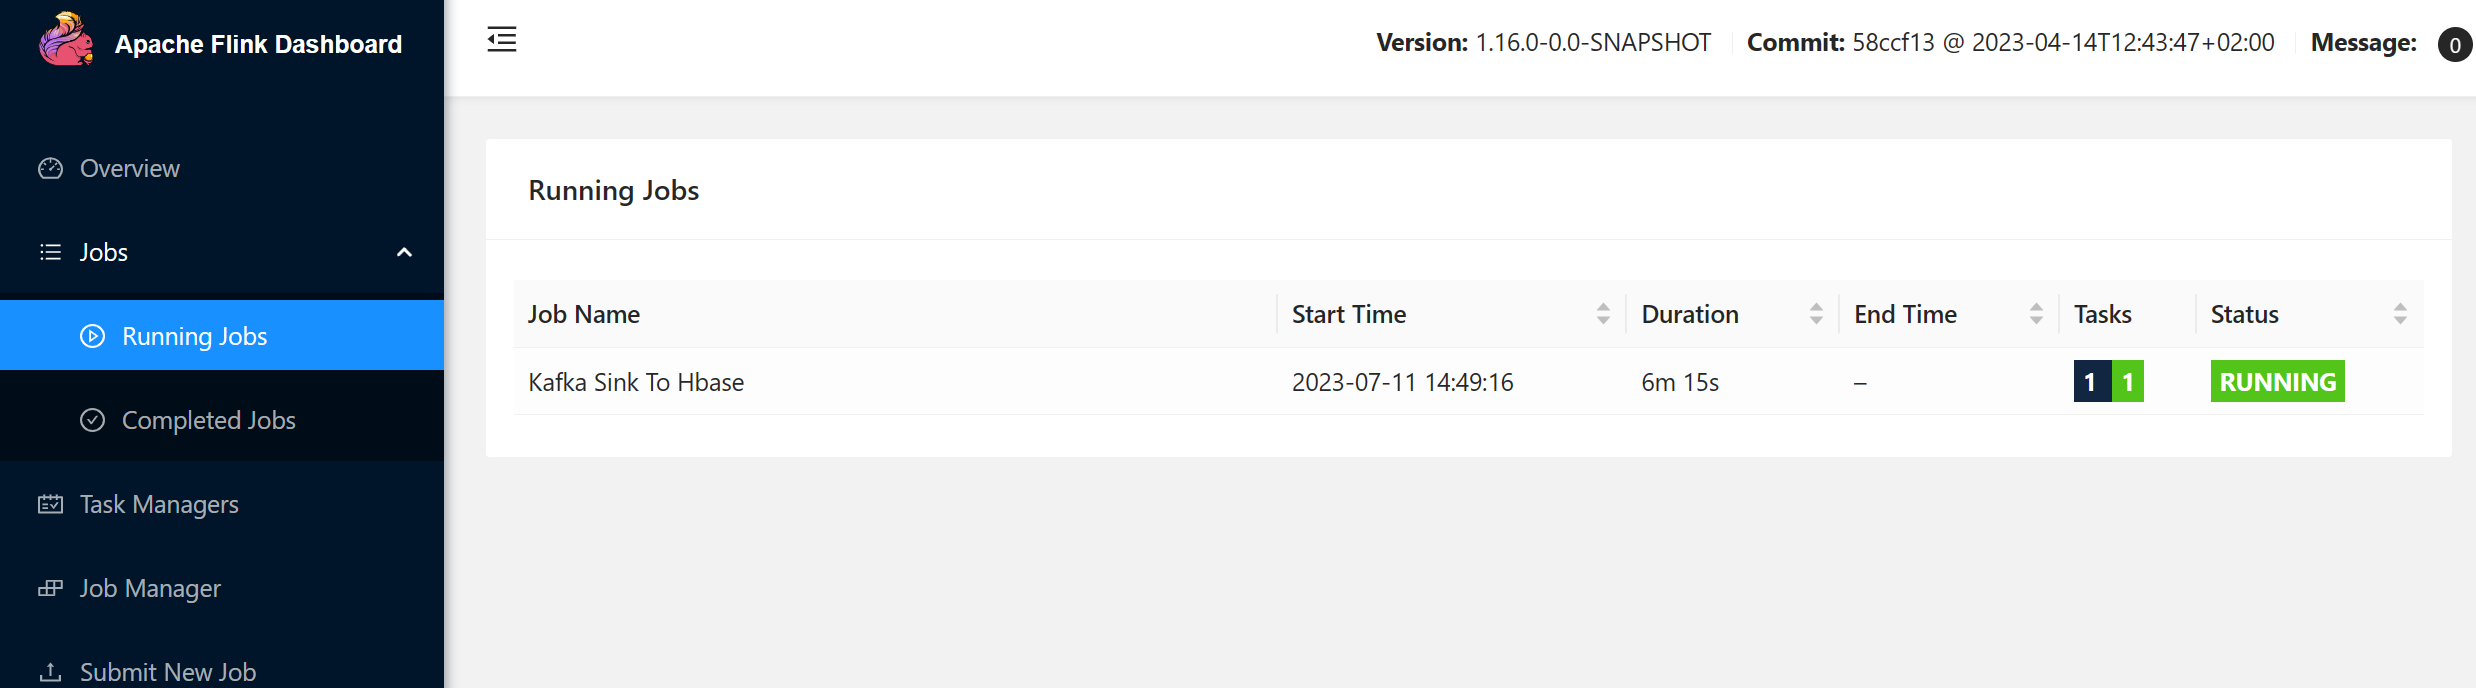 Apache Flink Dashboard
Version: 1.16.0-0.0-SNAPSHOT Commit: 58ccf13 @ 2023-04-14T12:43:47+02:00 Message: 0
Overview
Jobs
Running Jobs
Completed Jobs
Task Managers
Job Manager
Submit New Job
Running Jobs
Job Name Start Time Duration End Time Tasks Status
Kafka Sink To Hbase 2023-07-11 14:49:16 6m 15s – 1 1 RUNNING